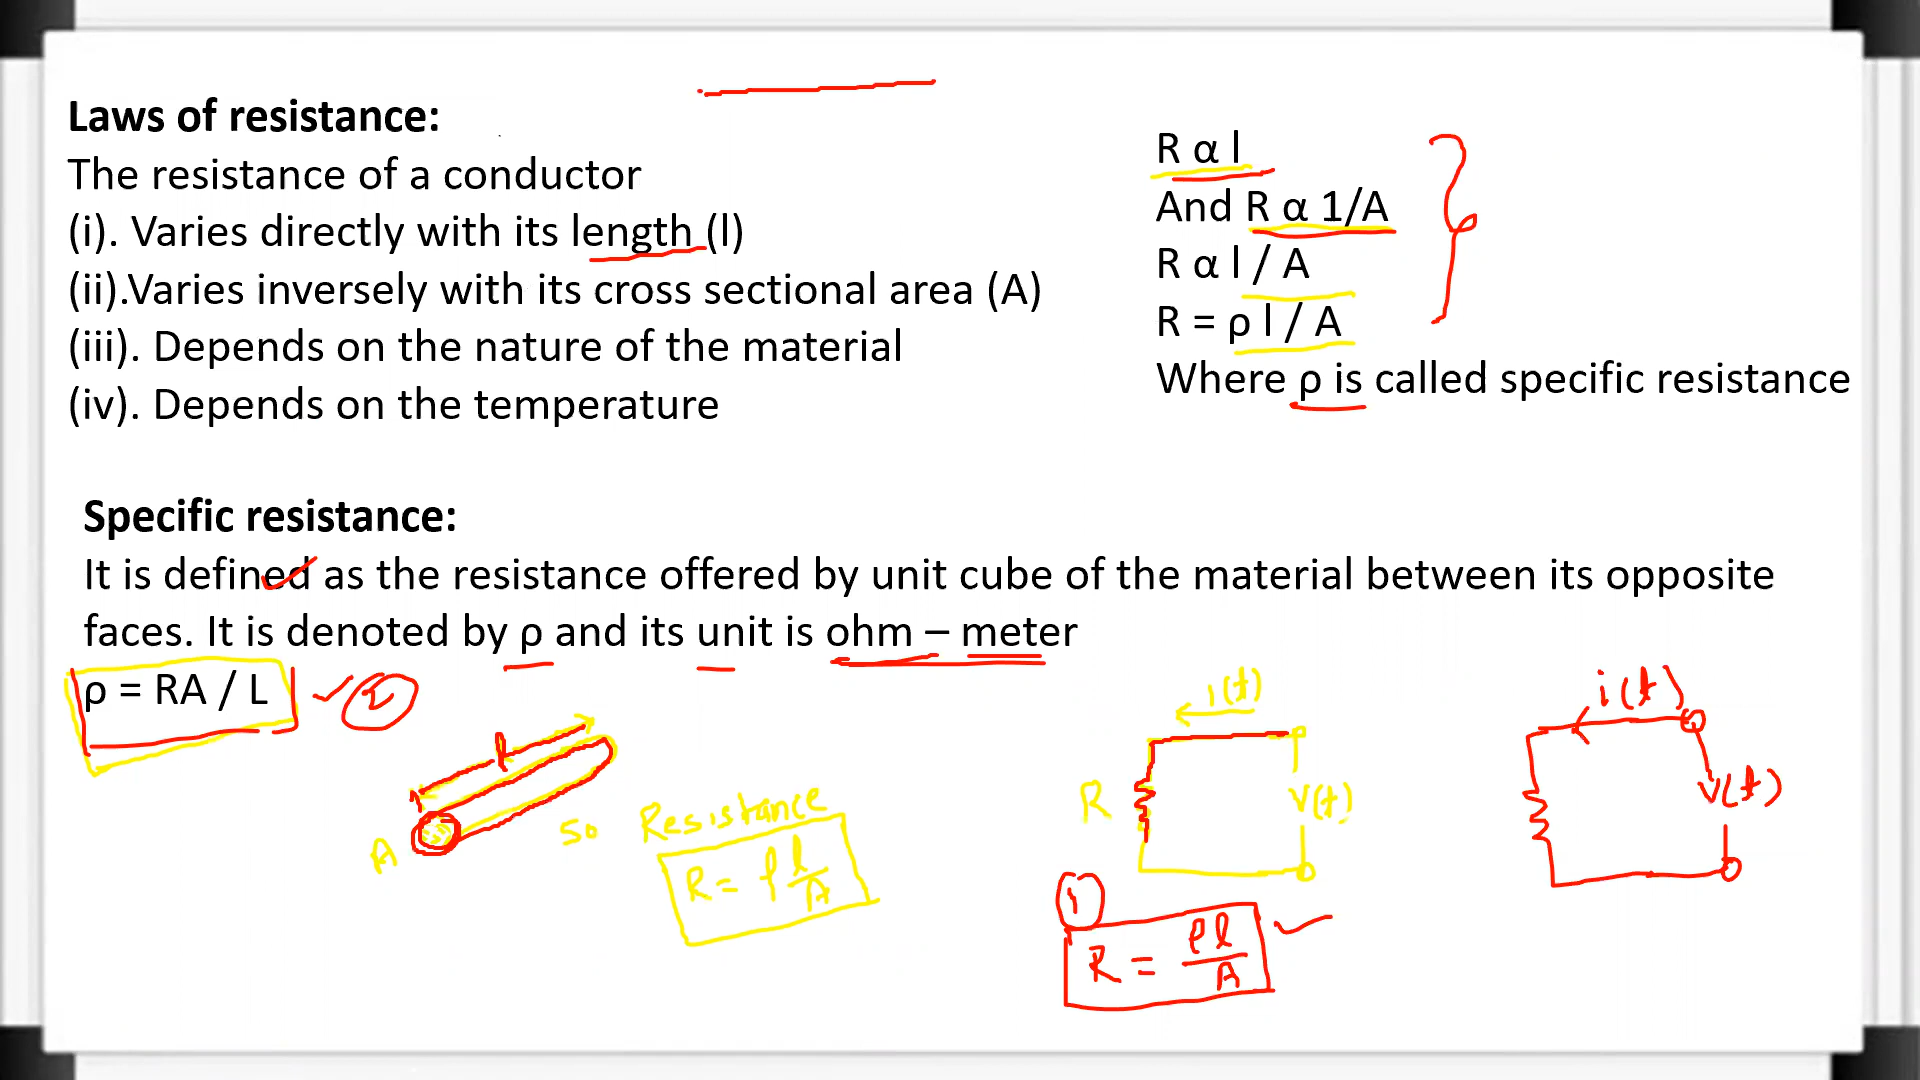 Laws of resistance:
The resistance of a conductor
(i). Varies directly with its length (l)
(ii).Varies inversely with its cross sectional area (A)
(iii). Depends on the nature of the material
(iv). Depends on the temperature
R α l
And R α 1/A
R α l / A
R = ρ l / A
Where ρ is called specific resistance
Specific resistance:
It is defined as the resistance offered by unit cube of the material between its opposite
faces. It is denoted by ρ and its unit is ohm – meter
ρ = RA / L
2
l
A
so Resistance
R = ρ l/A
i(t)
R
V(t)
1
R = ρl/A
i(t)
V(t)